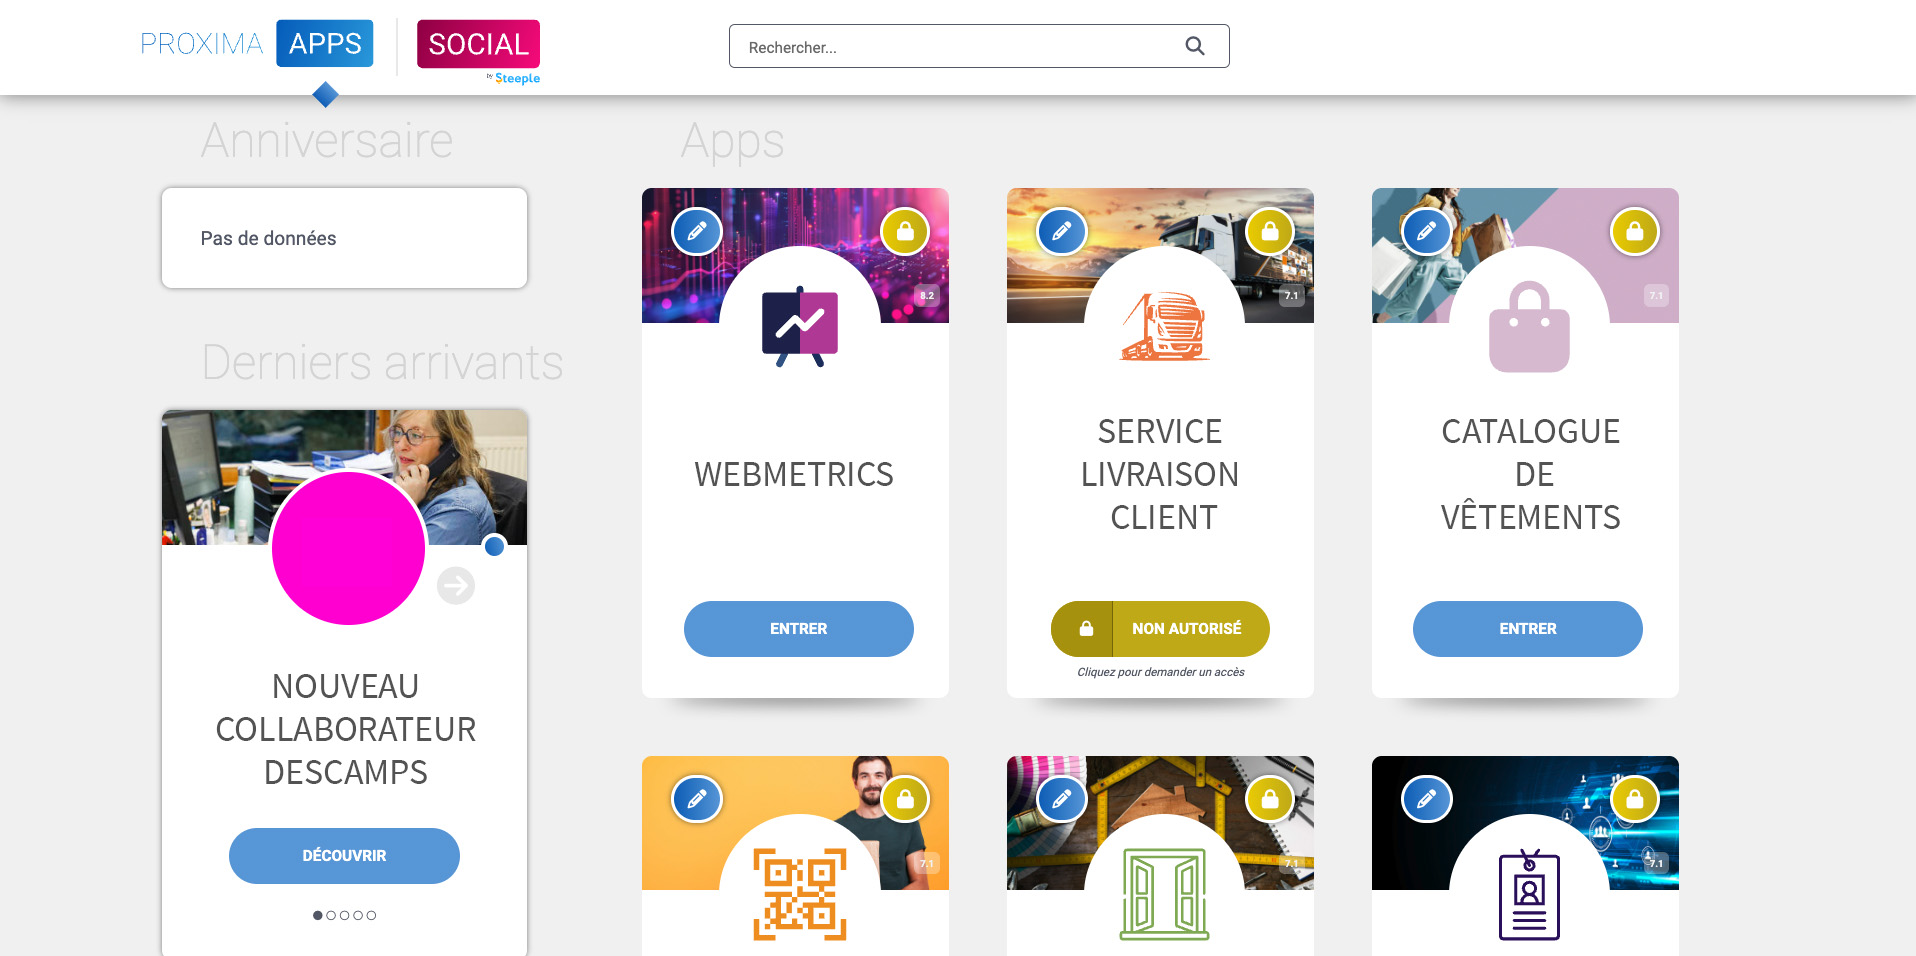 PROXIMA APPS SOCIAL
by Steeple
Rechercher...
Anniversaire
Pas de données
Derniers arrivants
NOUVEAU
COLLABORATEUR
DESCAMPS
DÉCOUVRIR
Apps
8.2
WEBMETRICS
ENTRER
7.1
SERVICE
LIVRAISON
CLIENT
NON AUTORISÉ
Cliquez pour demander un accès
7.1
CATALOGUE
DE
VÊTEMENTS
ENTRER
7.1
7.1
7.1